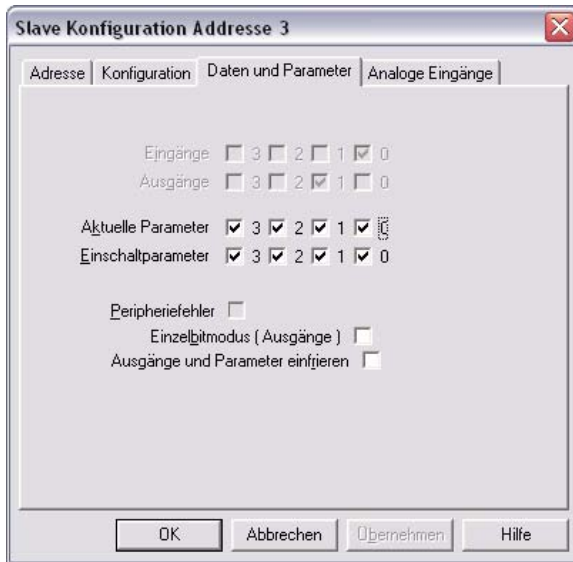 Slave Konfiguration Addresse 3
Adresse Konfiguration Daten und Parameter Analoge Eingänge
Eingänge 3 2 1 0
Ausgänge 3 2 1 0
Aktuelle Parameter 3 2 1 0
Einschaltparameter 3 2 1 0
Peripheriefehler
Einzelbitmodus ( Ausgänge )
Ausgänge und Parameter einfrieren
OK Abbrechen Übernehmen Hilfe